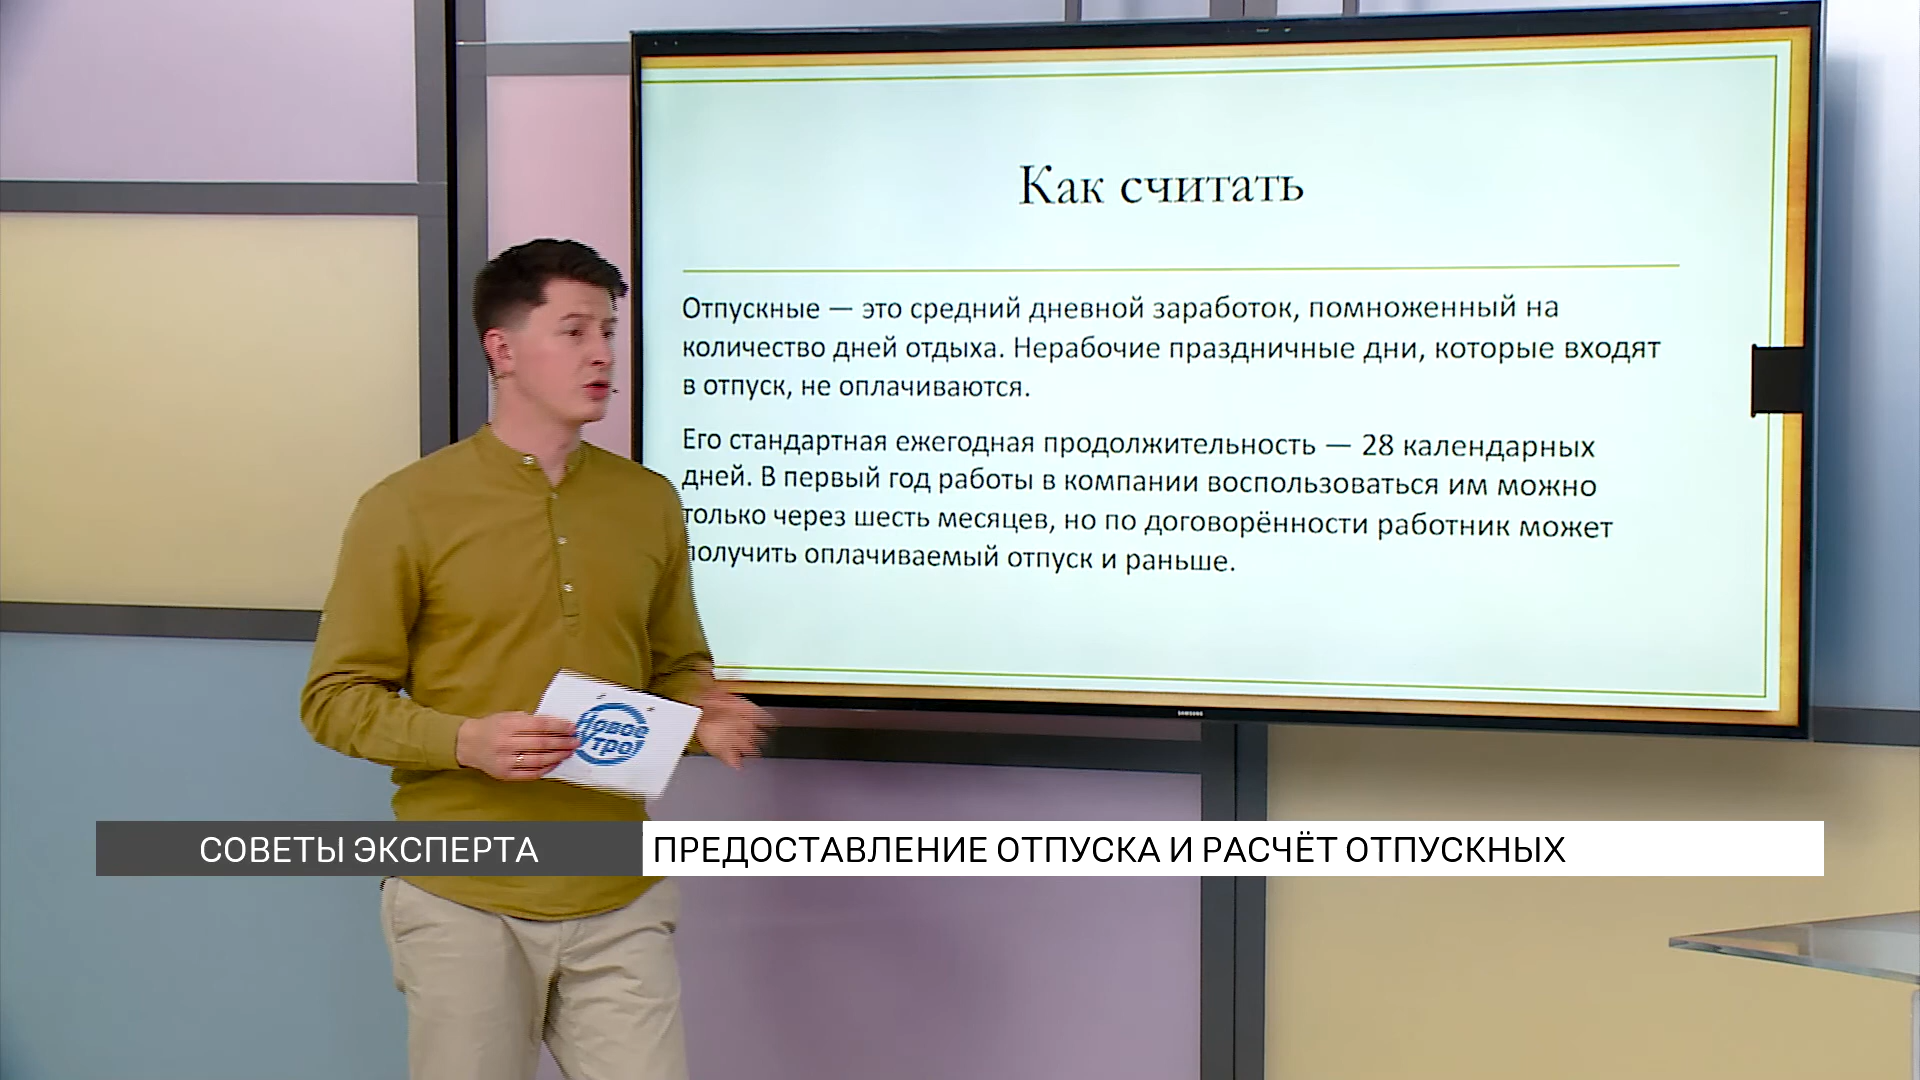 Как считать
Отпускные — это средний дневной заработок, помноженный на
количество дней отдыха. Нерабочие праздничные дни, которые входят
в отпуск, не оплачиваются.
Его стандартная ежегодная продолжительность — 28 календарных
дней. В первый год работы в компании воспользоваться им можно
только через шесть месяцев, но по договорённости работник может
получить оплачиваемый отпуск и раньше.
SAMSUNG
Новое
утро!
СОВЕТЫ ЭКСПЕРТА
ПРЕДОСТАВЛЕНИЕ ОТПУСКА И РАСЧЁТ ОТПУСКНЫХ